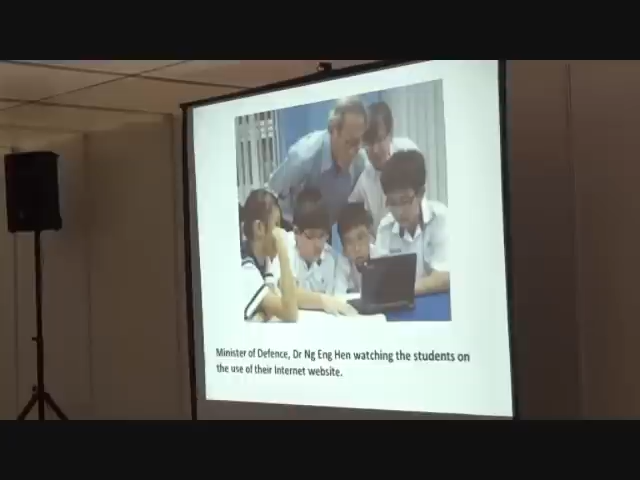 Minister of Defence, Dr Ng Eng Hen watching the students on
the use of their Internet website.